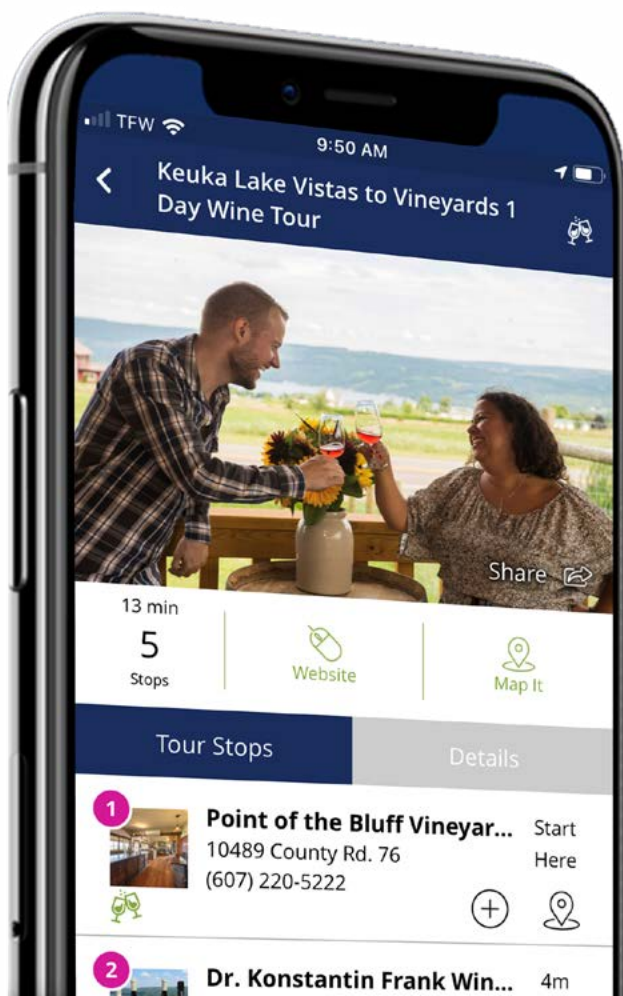 TFW
9:50 AM
Keuka Lake Vistas to Vineyards 1
Day Wine Tour
Share
13 min
5
Stops
Website
Map It
Tour Stops
Details
1
Point of the Bluff Vineyar...
Start
10489 County Rd. 76
Here
(607) 220-5222
2
Dr. Konstantin Frank Win...
4m